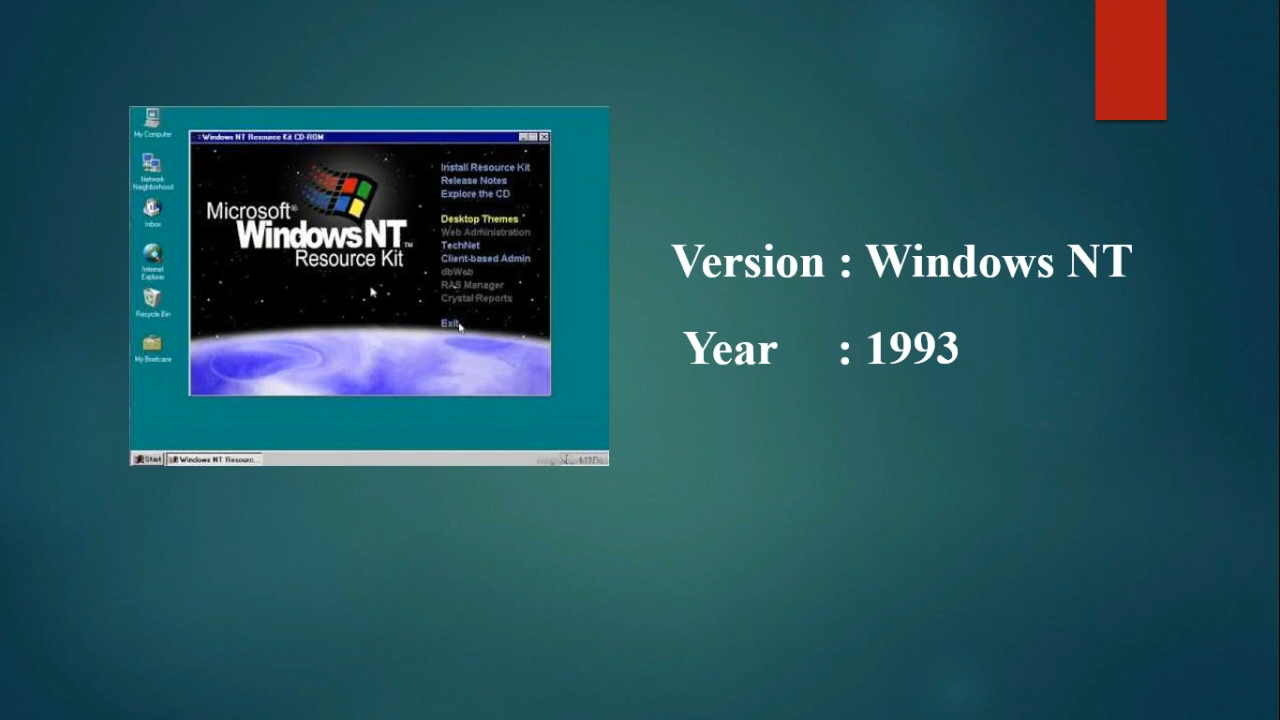 My Computer
Network
Neighborhood
Inbox
Internet
Explorer
Recycle Bin
My Briefcase
Windows NT Resource Kit CD-ROM
Microsoft®
Windows NT™
Resource Kit
Install Resource Kit
Release Notes
Explore the CD
Desktop Themes
Web Administration
TechNet
Client-based Admin
dbWeb
RAS Manager
Crystal Reports
Exit
Start
Windows NT Resourc...
Version : Windows NT
Year : 1993